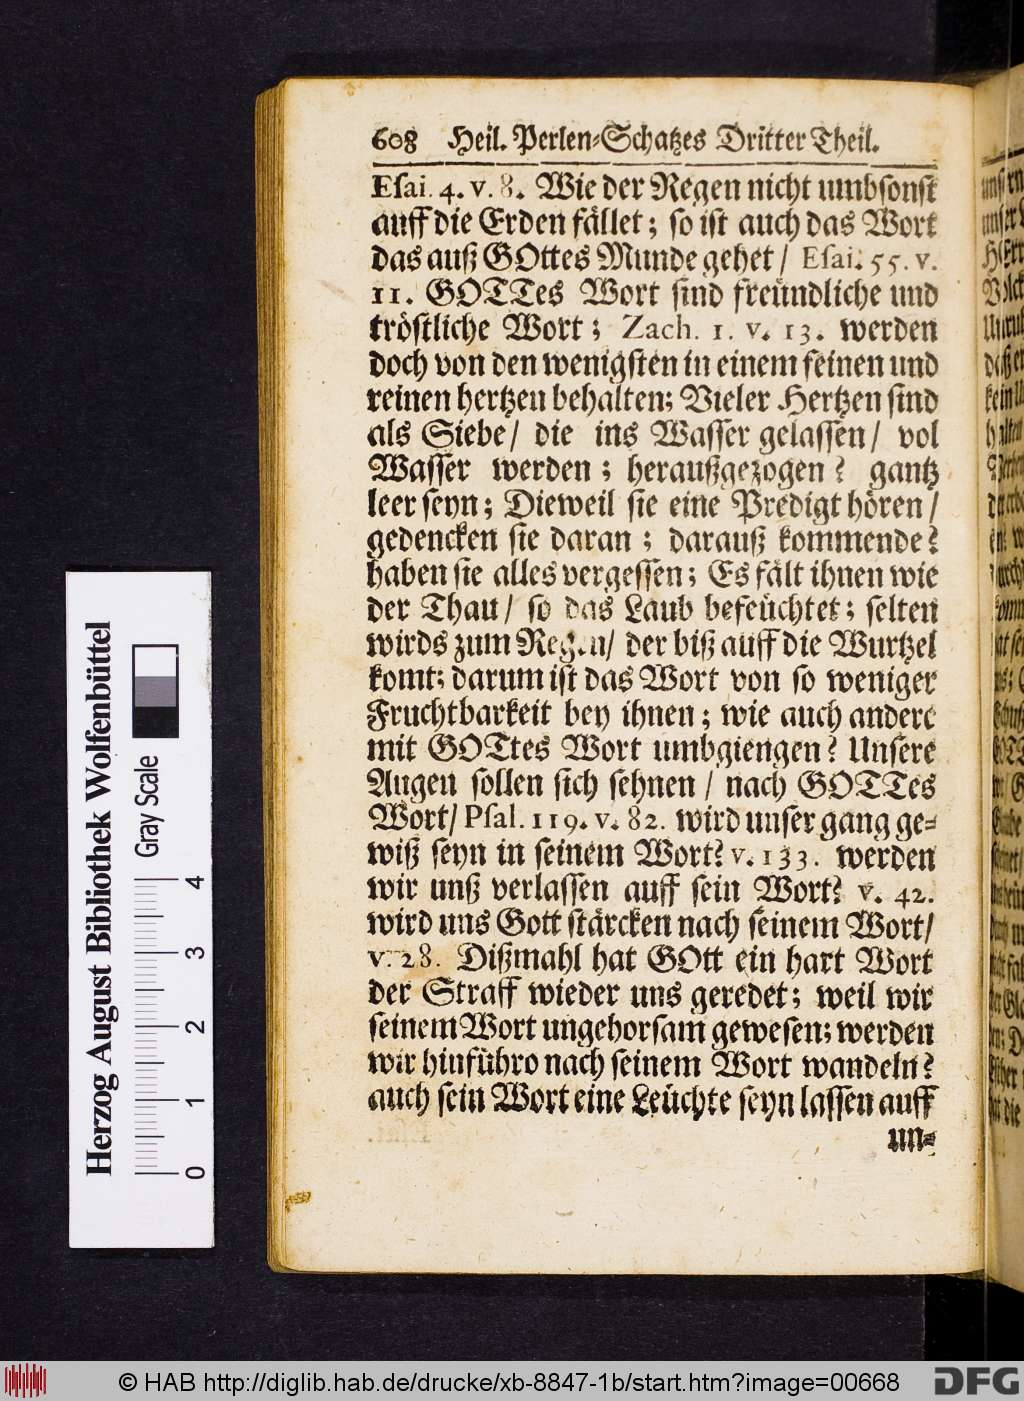 608 Heil. Perlen-Schatzes Dritter Theil.
Esai. 4. v. 8. Wie der Regen nicht umbsonst
auff die Erden fället; so ist auch das Wort
das auß GOttes Munde gehet / Esai. 55. v.
11. GOTTes Wort sind freündliche und
tröstliche Wort; Zach. 1. v. 13. werden
doch von den wenigsten in einem feinen und
reinen hertzen behalten; Vieler Hertzen sind
als Siebe / die ins Wasser gelassen / vol
Wasser werden; heraußgezogen? gantz
leer seyn; Dieweil sie eine Predigt hören /
gedencken sie daran; darauß kommende?
haben sie alles vergessen; Es fält ihnen wie
der Thau / so das Laub befeüchtet; selten
wirds zum Regen / der biß auff die Wurtzel
komt; darum ist das Wort von so weniger
Fruchtbarkeit bey ihnen; wie auch andere
mit GOTtes Wort umbgiengen? Unsere
Augen sollen sich sehnen / nach GOTTes
Wort / Psal. 119. v. 82. wird unser gang ge-
wiß seyn in seinem Wort? v. 133. werden
wir unß verlassen auff sein Wort? v. 42.
wird uns Gott stärcken nach seinem Wort /
v. 28. Dißmahl hat GOtt ein hart Wort
der Straff wieder uns geredet; weil wir
seinem Wort ungehorsam gewesen; werden
wir hinführo nach seinem Wort wandeln?
auch sein Wort eine Leüchte seyn lassen auff
un-
Herzog August Bibliothek Wolfenbüttel
Gray Scale
0 1 2 3 4
© HAB http://diglib.hab.de/drucke/xb-8847-1b/start.htm?image=00668
DFG